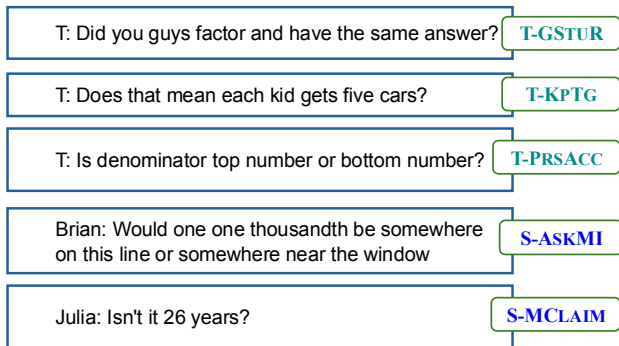 T: Did you guys factor and have the same answer? T-GSTUR
T: Does that mean each kid gets five cars? T-KPTG
T: Is denominator top number or bottom number? T-PRSACC
Brian: Would one one thousandth be somewhere
on this line or somewhere near the window
S-ASKMI
Julia: Isn't it 26 years? S-MCLAIM